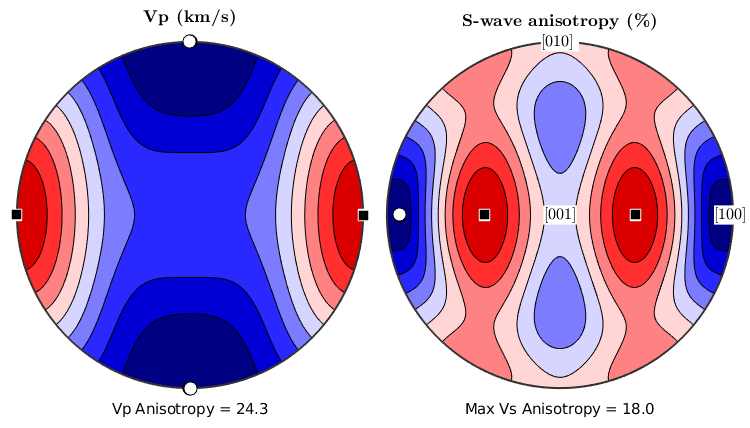 Vp (km/s)
S-wave anisotropy (%)
[010]
[001]
[100]
Vp Anisotropy = 24.3
Max Vs Anisotropy = 18.0